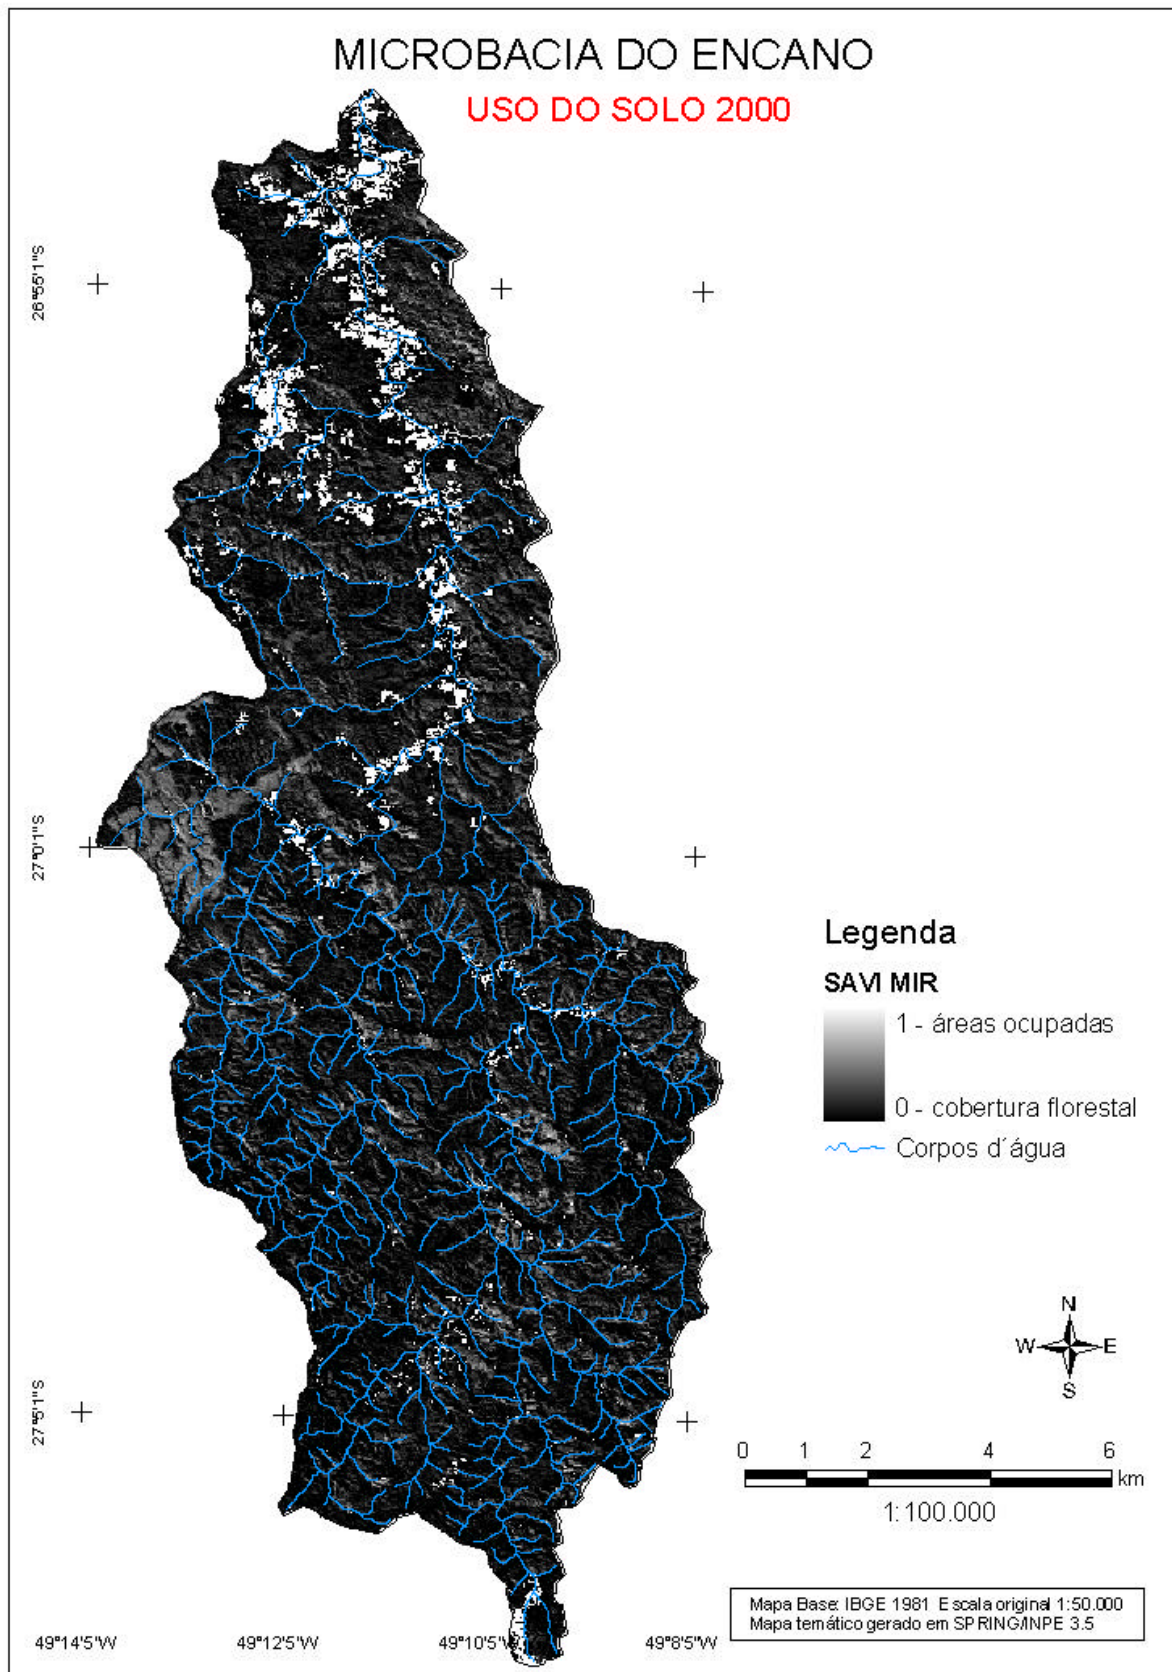 MICROBACIA DO ENCANO
USO DO SOLO 2000
26°55'1"S
27°0'1"S
Legenda
SAVI MIR
1 - áreas ocupadas
0 - cobertura florestal
Corpos d´água
N
W E
S
27°5'1"S
0 1 2 4 6
km
1:100.000
Mapa Base: IBGE 1981 Escala original 1:50.000
Mapa temático gerado em SPRING/INPE 3.5
49°14'5"W 49°12'5"W 49°10'5"W 49°8'5"W